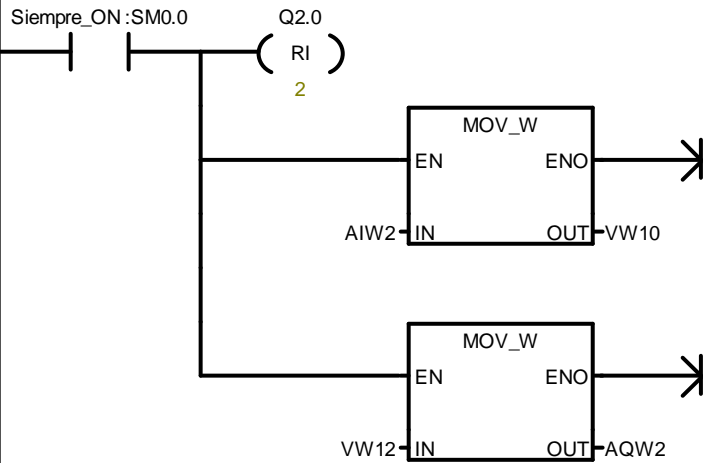 Siempre_ON:SM0.0 Q2.0
RI
2
MOV_W
EN ENO
AIW2 IN OUT VW10
MOV_W
EN ENO
VW12 IN OUT AQW2